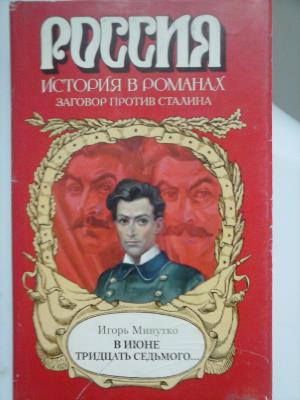 РОССИЯ
ИСТОРИЯ В РОМАНАХ
ЗАГОВОР ПРОТИВ СТАЛИНА
Игорь Минутко
В ИЮНЕ
ТРИДЦАТЬ СЕДЬМОГО...